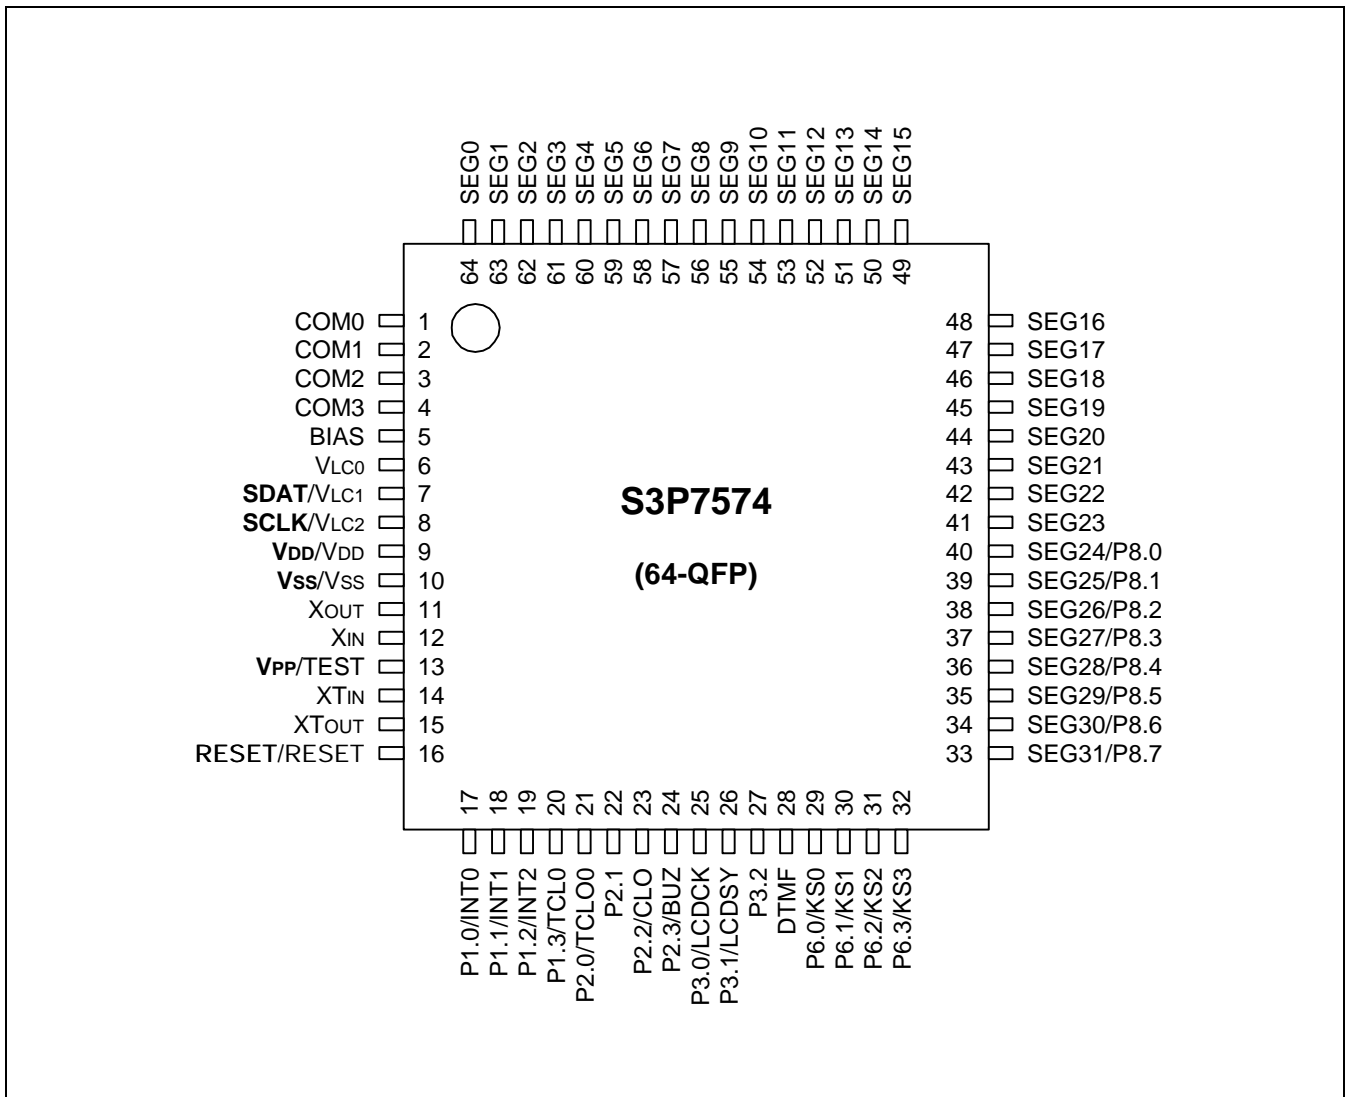 SEG0
SEG1
SEG2
SEG3
SEG4
SEG5
SEG6
SEG7
SEG8
SEG9
SEG10
SEG11
SEG12
SEG13
SEG14
SEG15
64
63
62
61
60
59
58
57
56
55
54
53
52
51
50
49
COM0 1
COM1 2
COM2 3
COM3 4
BIAS 5
VLC0 6
SDAT/VLC1 7
SCLK/VLC2 8
VDD/VDD 9
VSS/VSS 10
XOUT 11
XIN 12
VPP/TEST 13
XTIN 14
XTOUT 15
RESET/RESET 16
S3P7574
(64-QFP)
48 SEG16
47 SEG17
46 SEG18
45 SEG19
44 SEG20
43 SEG21
42 SEG22
41 SEG23
40 SEG24/P8.0
39 SEG25/P8.1
38 SEG26/P8.2
37 SEG27/P8.3
36 SEG28/P8.4
35 SEG29/P8.5
34 SEG30/P8.6
33 SEG31/P8.7
17
18
19
20
21
22
23
24
25
26
27
28
29
30
31
32
P1.0/INT0
P1.1/INT1
P1.2/INT2
P1.3/TCL0
P2.0/TCLO0
P2.1
P2.2/CLO
P2.3/BUZ
P3.0/LCDCK
P3.1/LCDSY
P3.2
DTMF
P6.0/KS0
P6.1/KS1
P6.2/KS2
P6.3/KS3